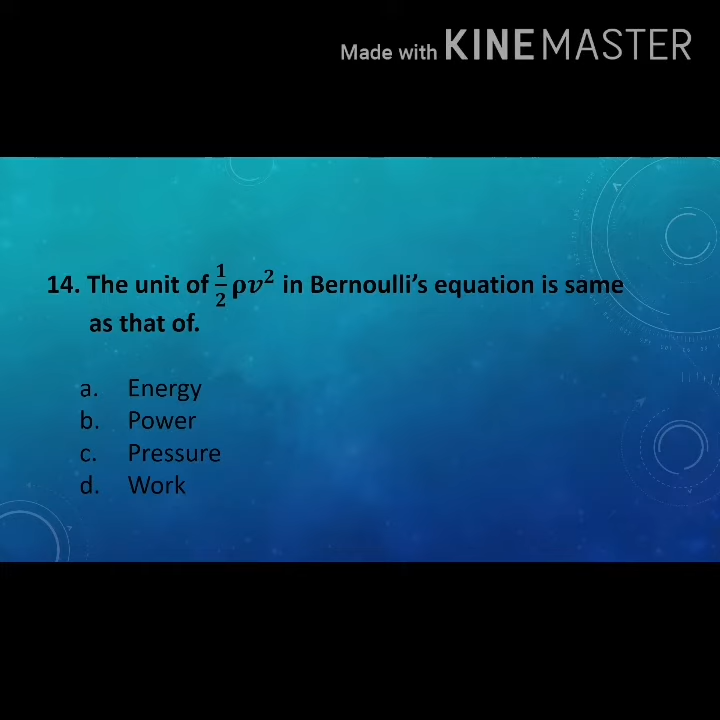 Made with KINEMASTER
14. The unit of 1/2 ρv² in Bernoulli's equation is same
as that of.
a. Energy
b. Power
c. Pressure
d. Work